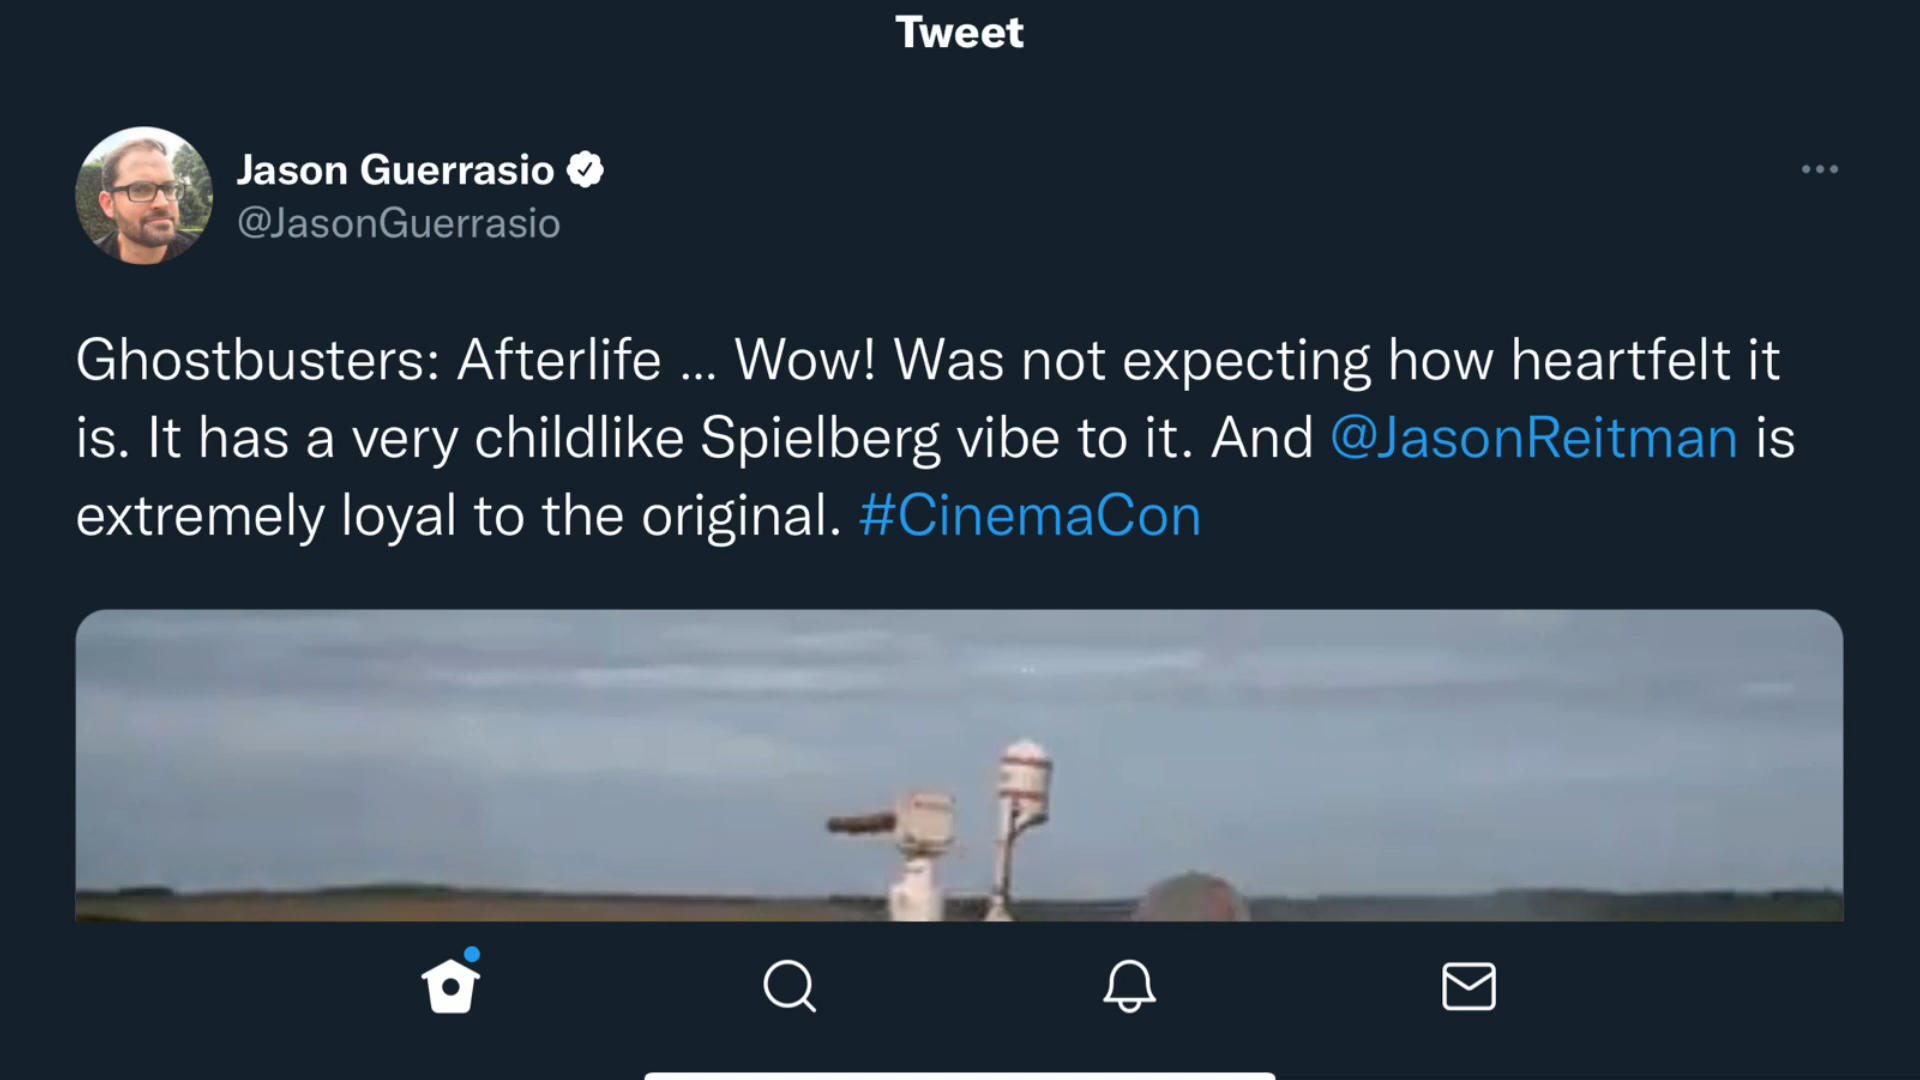 Tweet
Jason Guerrasio
@JasonGuerrasio
Ghostbusters: Afterlife ... Wow! Was not expecting how heartfelt it
is. It has a very childlike Spielberg vibe to it. And @JasonReitman is
extremely loyal to the original. #CinemaCon